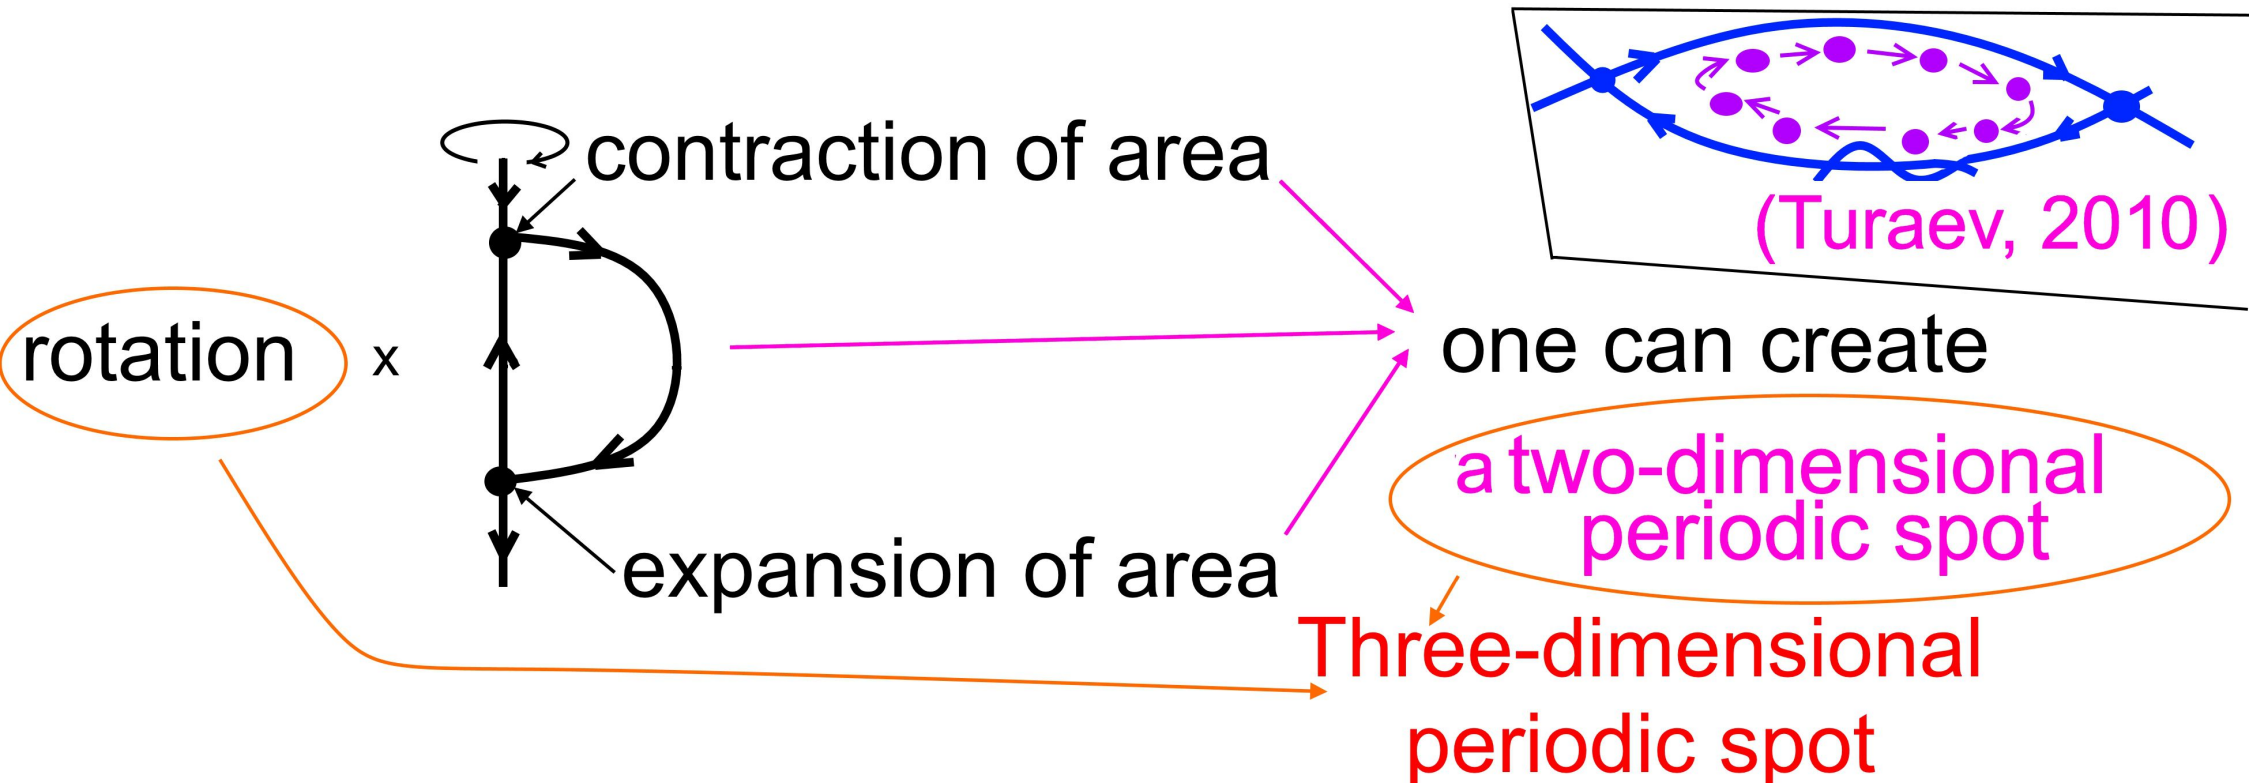 contraction of area
(Turaev, 2010)
rotation x
one can create
a two-dimensional
periodic spot
expansion of area
Three-dimensional
periodic spot